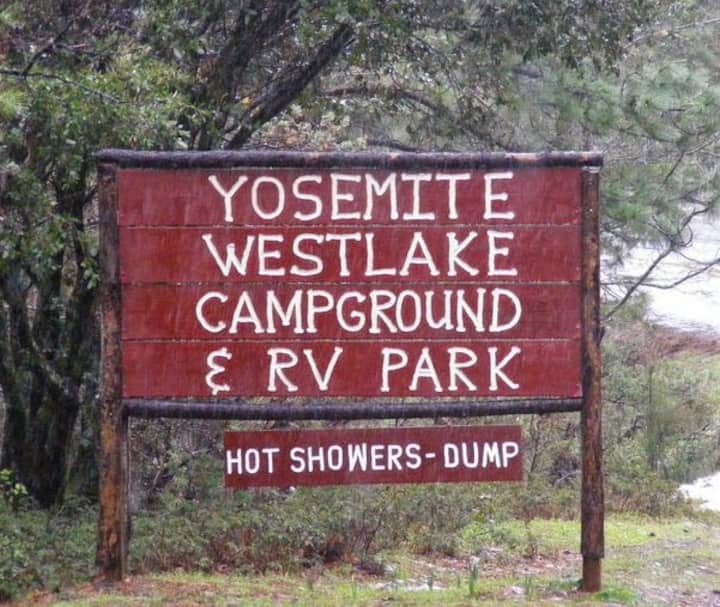 YOSEMITE
WESTLAKE
CAMPGROUND
& RV PARK
HOT SHOWERS - DUMP